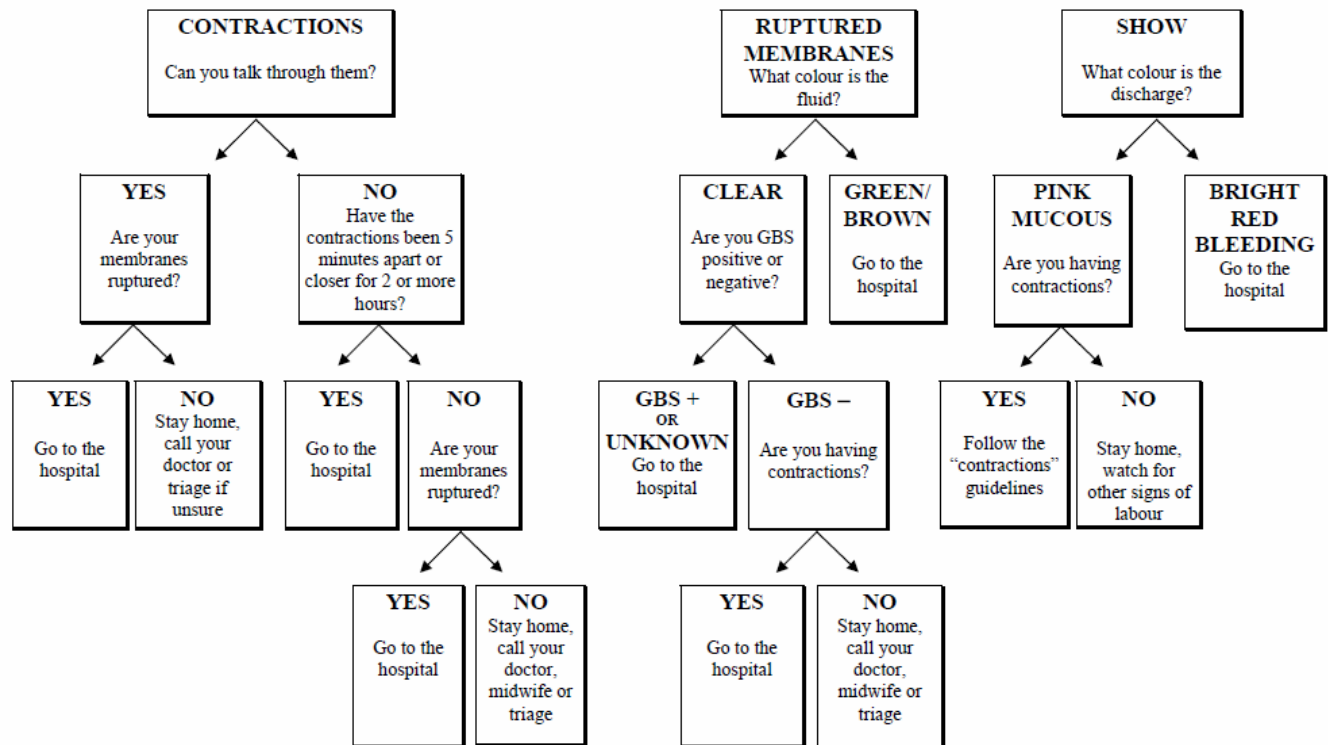 CONTRACTIONS
Can you talk through them?
RUPTURED
MEMBRANES
What colour is the
fluid?
SHOW
What colour is the
discharge?
YES
Are your
membranes
ruptured?
NO
Have the
contractions been 5
minutes apart or
closer for 2 or more
hours?
CLEAR
Are you GBS
positive or
negative?
GREEN/
BROWN
Go to the
hospital
PINK
MUCOUS
Are you having
contractions?
BRIGHT
RED
BLEEDING
Go to the
hospital
YES
Go to the
hospital
NO
Stay home,
call your
doctor or
triage if
unsure
YES
Go to the
hospital
NO
Are your
membranes
ruptured?
GBS +
OR
UNKNOWN
Go to the
hospital
GBS –
Are you having
contractions?
YES
Follow the
“contractions”
guidelines
NO
Stay home,
watch for
other signs of
labour
YES
Go to the
hospital
NO
Stay home,
call your
doctor,
midwife or
triage
YES
Go to the
hospital
NO
Stay home,
call your
doctor,
midwife or
triage